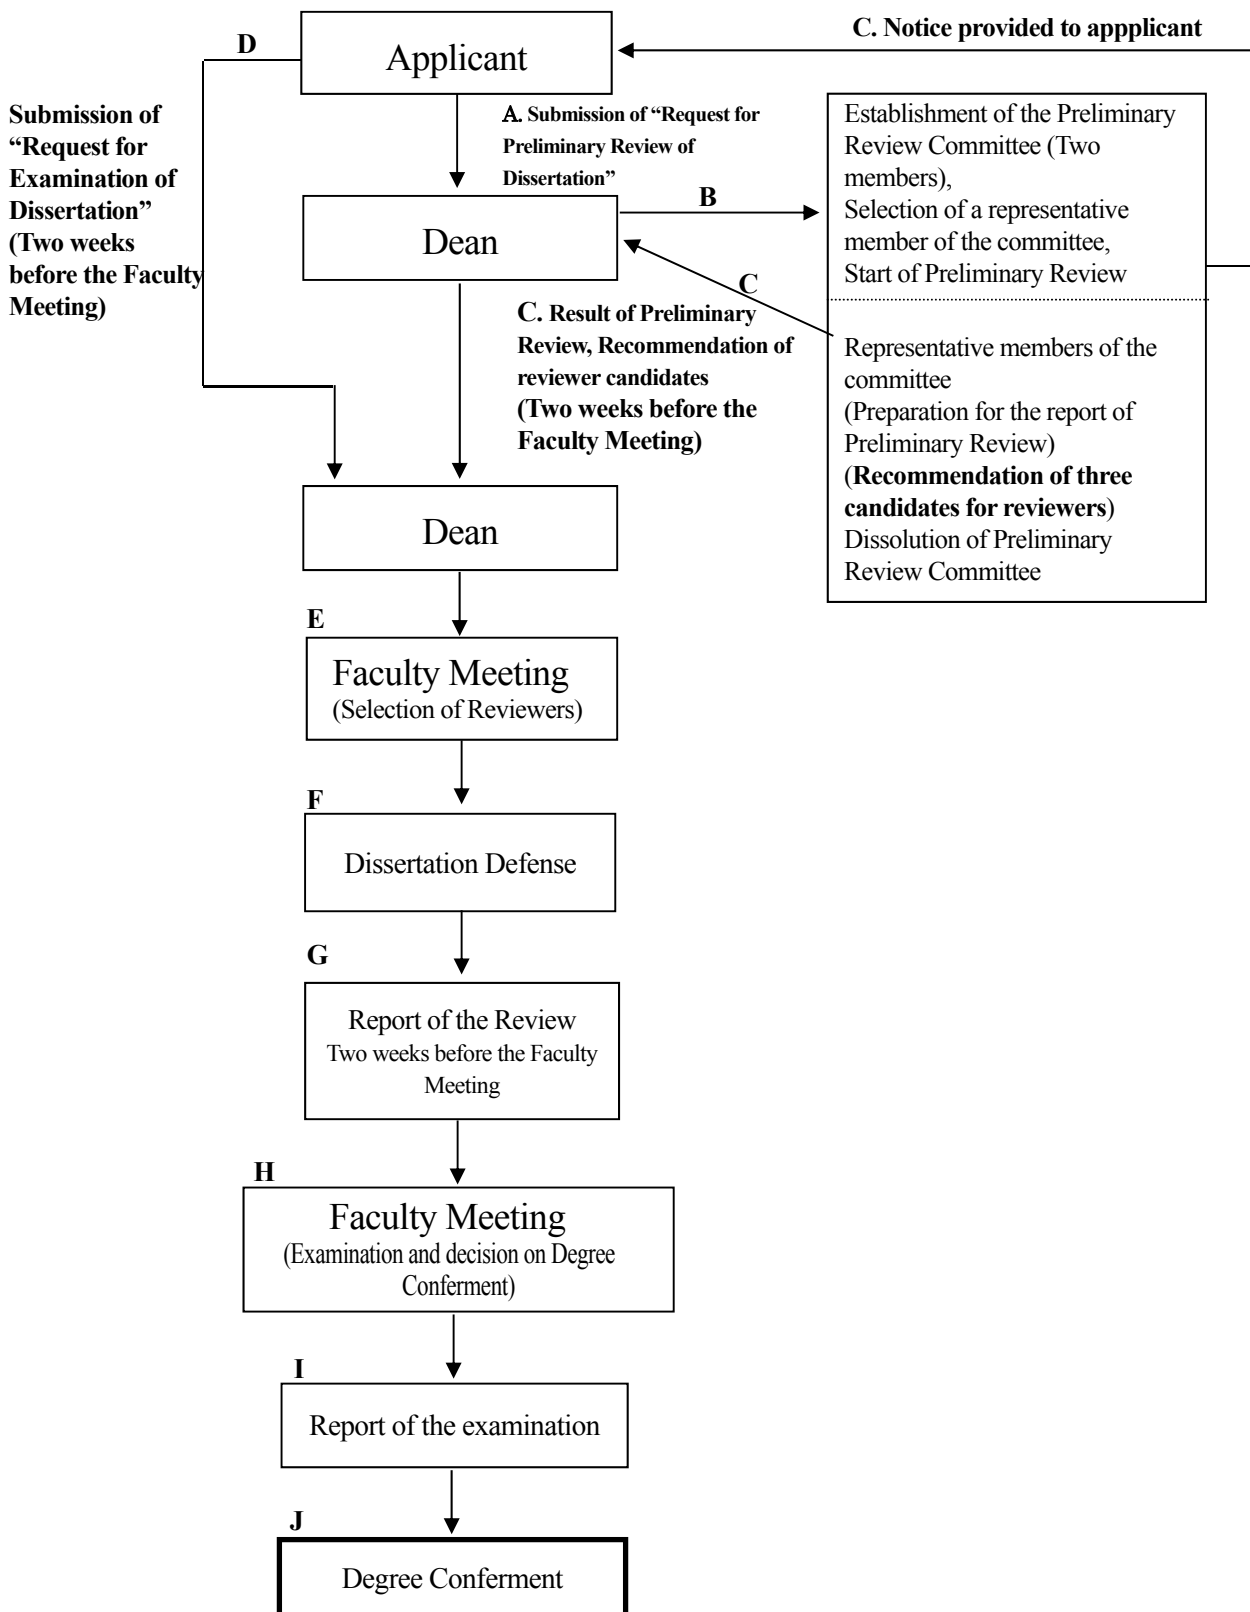 C. Notice provided to appplicant
D
Applicant
Submission of
“Request for
Examination of
Dissertation”
(Two weeks
before the Faculty
Meeting)
A. Submission of “Request for
Preliminary Review of
Dissertation”
Establishment of the Preliminary
Review Committee (Two
members),
Selection of a representative
member of the committee,
Start of Preliminary Review
B
Dean
C
C. Result of Preliminary
Review, Recommendation of
reviewer candidates
(Two weeks before the
Faculty Meeting)
Representative members of the
committee
(Preparation for the report of
Preliminary Review)
(Recommendation of three
candidates for reviewers)
Dissolution of Preliminary
Review Committee
Dean
E
Faculty Meeting
(Selection of Reviewers)
F
Dissertation Defense
G
Report of the Review
Two weeks before the Faculty
Meeting
H
Faculty Meeting
(Examination and decision on Degree
Conferment)
I
Report of the examination
J
Degree Conferment